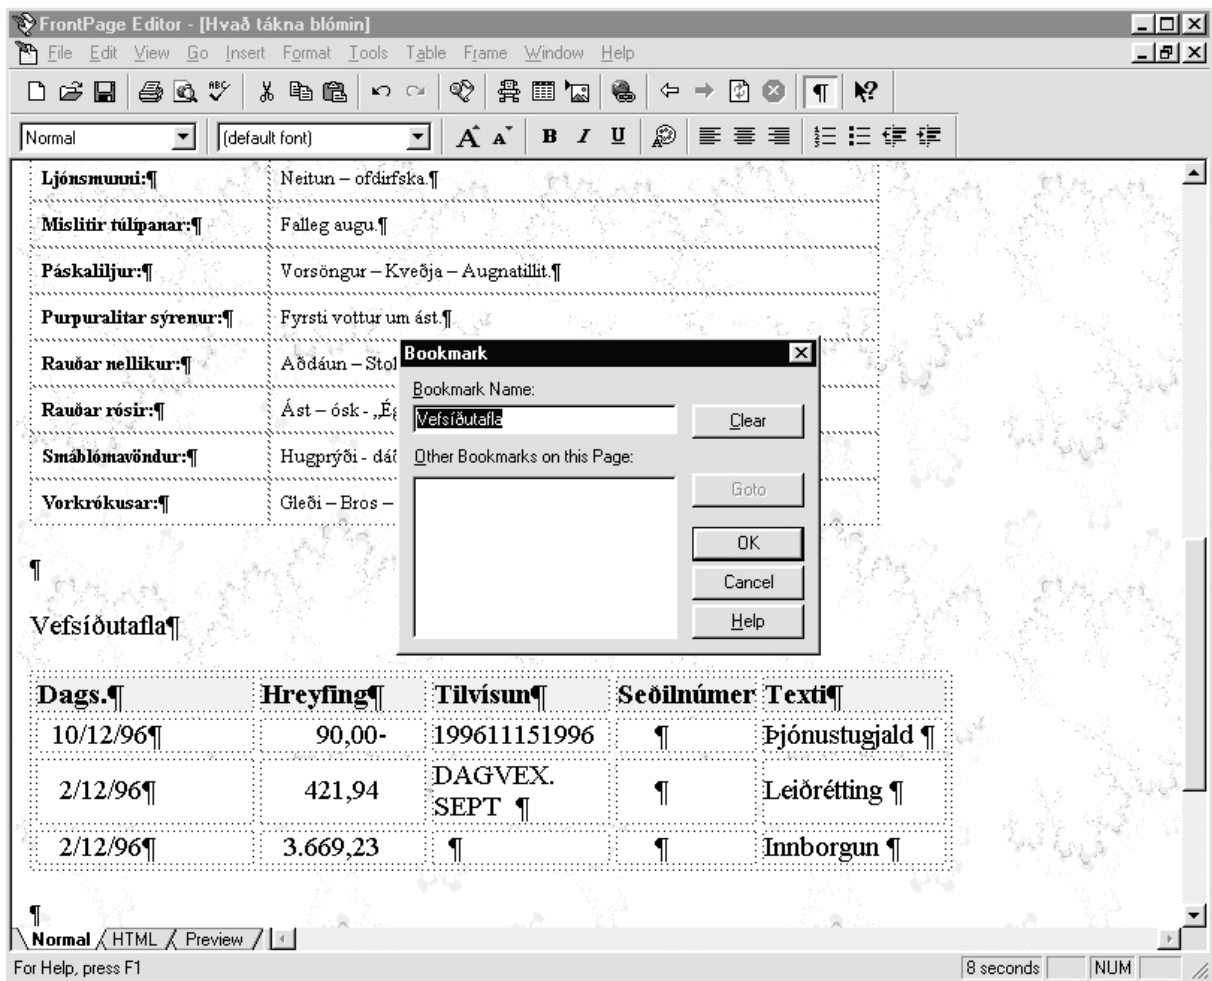 FrontPage Editor - [Hvað tákna blómin]
File Edit View Go Insert Format Tools Table Frame Window Help
ABC
Normal (default font) A A B I U
Ljónsmunni:¶ Neitun – ofdirfska.¶
Mislitir túlípanar:¶ Falleg augu.¶
Páskaliljur:¶ Vorsöngur – Kveðja – Augnatillit.¶
Purpuralitar sýrenur:¶ Fyrsti vottur um ást.¶
Rauðar nellikur:¶ Aðdáun – Stol
Rauðar rósir:¶ Ást – ósk - „Ég
Smáblómavöndur:¶ Hugprýði - dáð
Vorkrókusar:¶ Gleði – Bros –
Bookmark
Bookmark Name:
Vefsíðutafla
Clear
Other Bookmarks on this Page:
Goto
OK
Cancel
Help
¶
Vefsíðutafla¶
Dags.¶ Hreyfing¶ Tilvísun¶ Seðilnúmer Texti¶
10/12/96¶ 90,00- 199611151996 ¶ Þjónustugjald ¶
2/12/96¶ 421,94 DAGVEX. SEPT ¶ ¶ Leiðrétting ¶
2/12/96¶ 3.669,23 ¶ ¶ Innborgun ¶
¶
Normal HTML Preview
For Help, press F1 8 seconds NUM